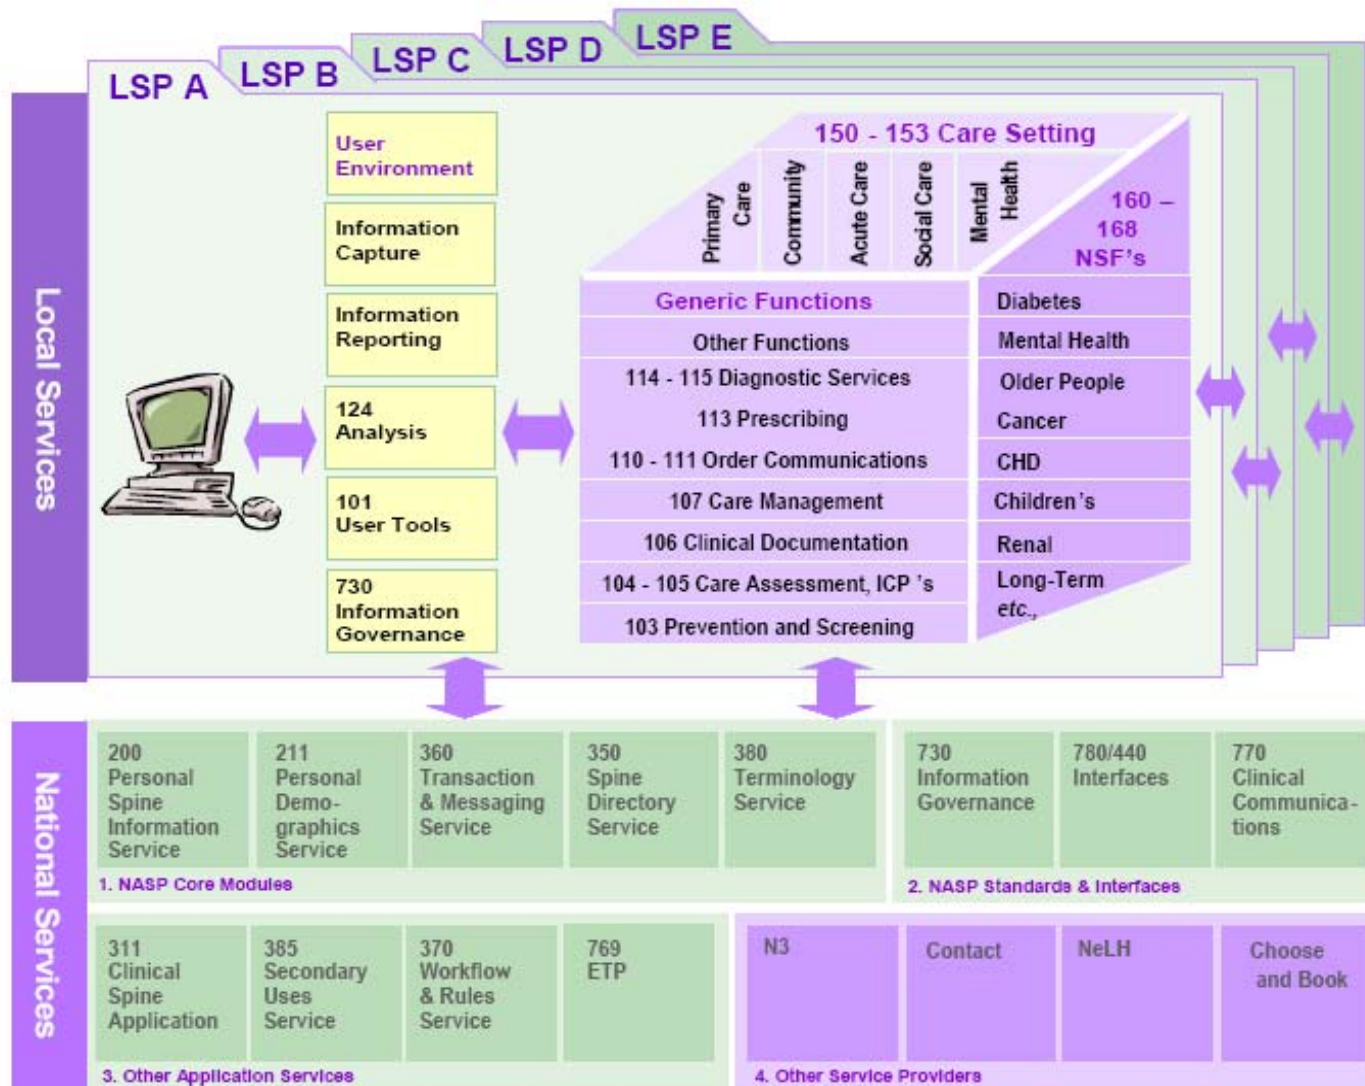 LSP A
LSP B
LSP C
LSP D
LSP E
Local Services
User
Environment
Information
Capture
Information
Reporting
124
Analysis
101
User Tools
730
Information
Governance
150 - 153 Care Setting
Primary
Care
Community
Acute Care
Social Care
Mental
Health
160 –
168
NSF's
Generic Functions
Other Functions
114 - 115 Diagnostic Services
113 Prescribing
110 - 111 Order Communications
107 Care Management
106 Clinical Documentation
104 - 105 Care Assessment, ICP 's
103 Prevention and Screening
Diabetes
Mental Health
Older People
Cancer
CHD
Children's
Renal
Long-Term
etc.,
National Services
200
Personal
Spine
Information
Service
211
Personal
Demo-
graphics
Service
360
Transaction
& Messaging
Service
350
Spine
Directory
Service
380
Terminology
Service
1. NASP Core Modules
730
Information
Governance
780/440
Interfaces
770
Clinical
Communica-
tions
2. NASP Standards & Interfaces
311
Clinical
Spine
Application
385
Secondary
Uses
Service
370
Workflow
& Rules
Service
769
ETP
3. Other Application Services
N3
Contact
NeLH
Choose
and Book
4. Other Service Providers